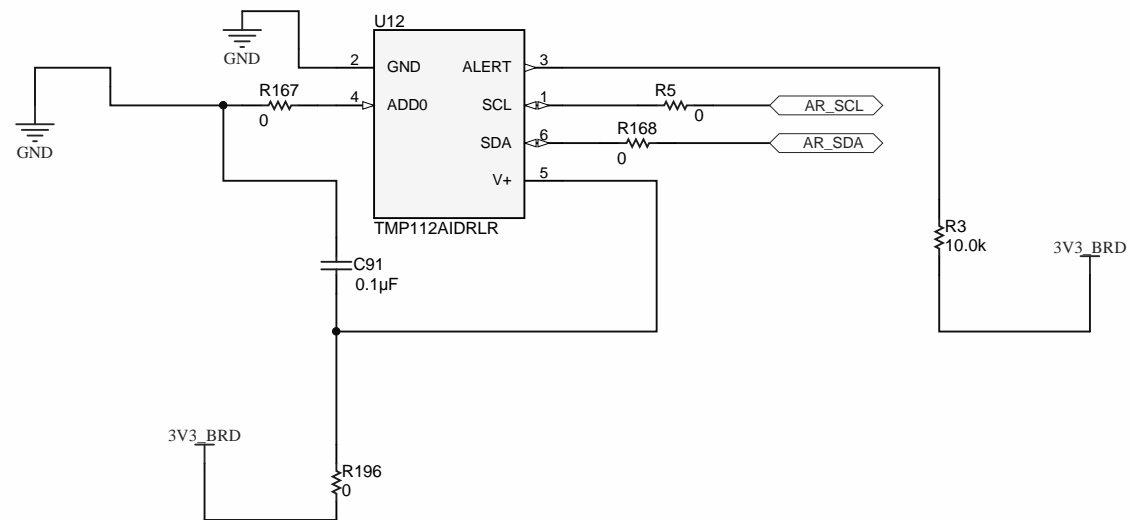 U12
GND
2
GND
ALERT
3
GND
R167
0
4
ADD0
SCL
1
R5
0
AR_SCL
SDA
6
R168
0
AR_SDA
V+
5
TMP112AIDRLR
R3
10.0k
3V3_BRD
C91
0.1µF
3V3_BRD
R196
0